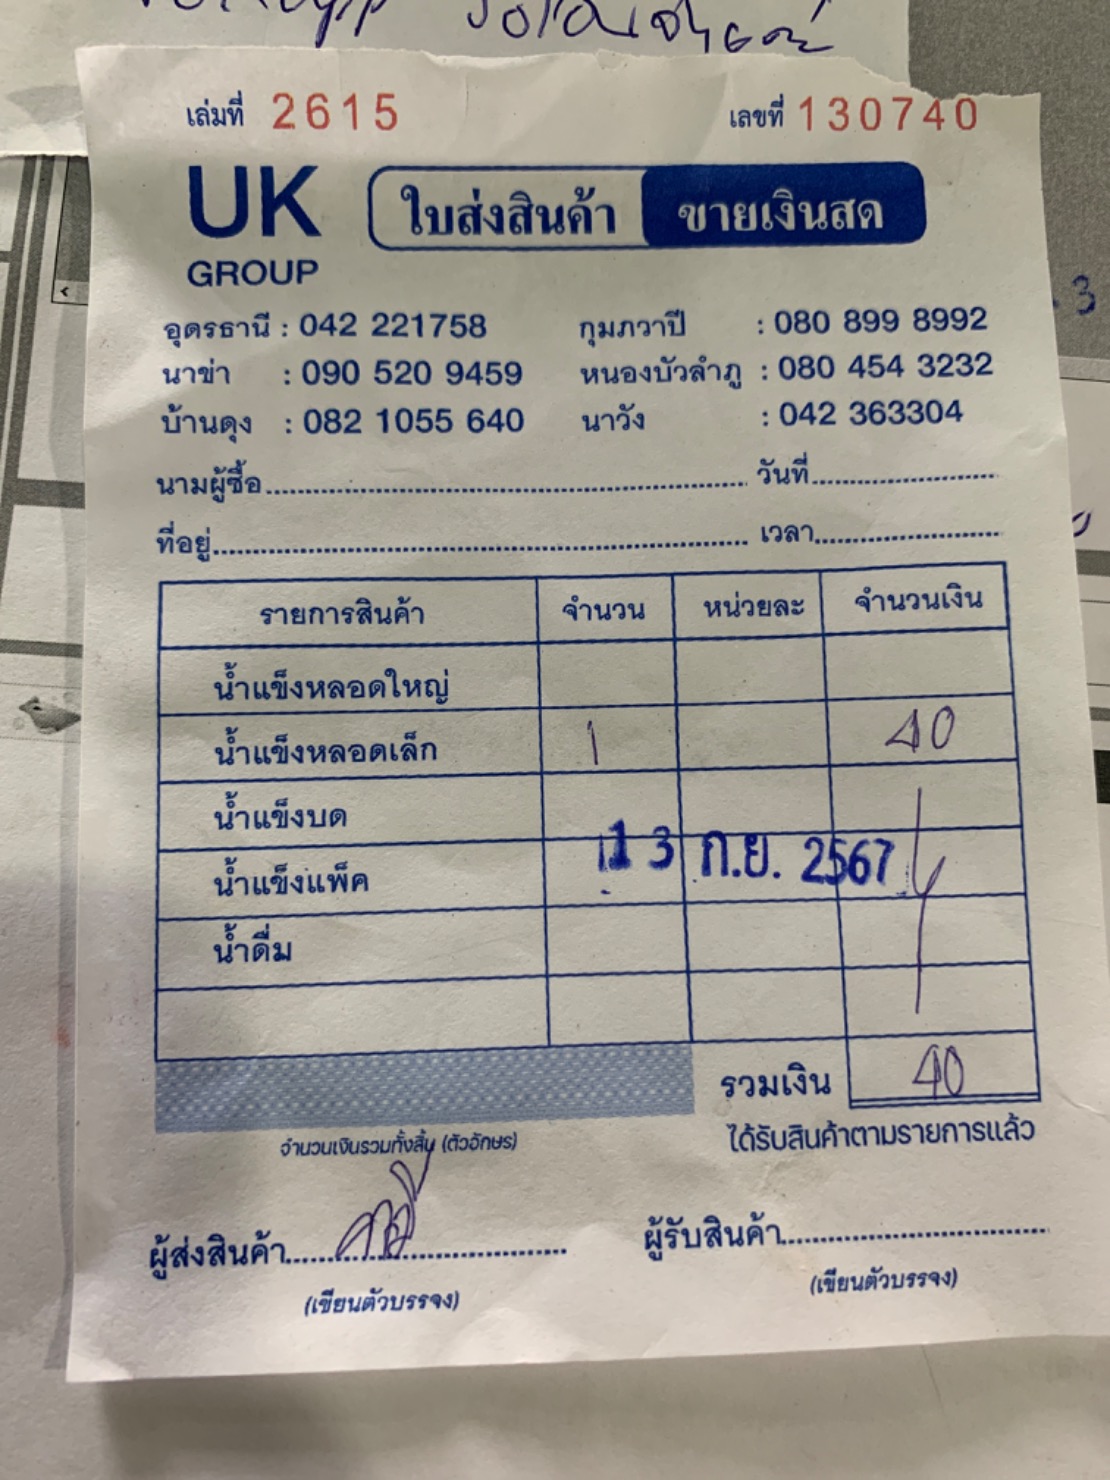 เล่มที่ 2615 เลขที่ 130740
UK GROUP
ใบส่งสินค้า ขายเงินสด
อุดรธานี : 042 221758 กุมภวาปี : 080 899 8992
นาข่า : 090 520 9459 หนองบัวลำภู : 080 454 3232
บ้านดุง : 082 1055 640 นาวัง : 042 363304
นามผู้ซื้อ วันที่
ที่อยู่ เวลา
รายการสินค้า จำนวน หน่วยละ จำนวนเงิน
น้ำแข็งหลอดใหญ่
น้ำแข็งหลอดเล็ก 1 40
น้ำแข็งบด
น้ำแข็งแพ็ค
13 ก.ย. 2567
น้ำดื่ม
รวมเงิน 40
จำนวนเงินรวมทั้งสิ้น (ตัวอักษร) ได้รับสินค้าตามรายการแล้ว
ผู้ส่งสินค้า ผู้รับสินค้า
(เขียนตัวบรรจง) (เขียนตัวบรรจง)